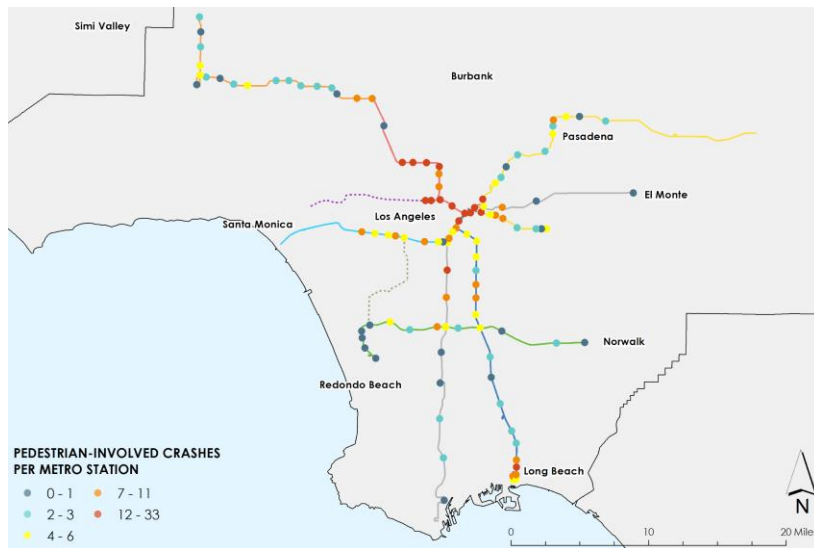 Simi Valley
Burbank
Pasadena
El Monte
Los Angeles
Santa Monica
Norwalk
Redondo Beach
Long Beach
PEDESTRIAN-INVOLVED CRASHES
PER METRO STATION
0 - 1
7 - 11
2 - 3
12 - 33
4 - 6
N
0
10
20 Mile